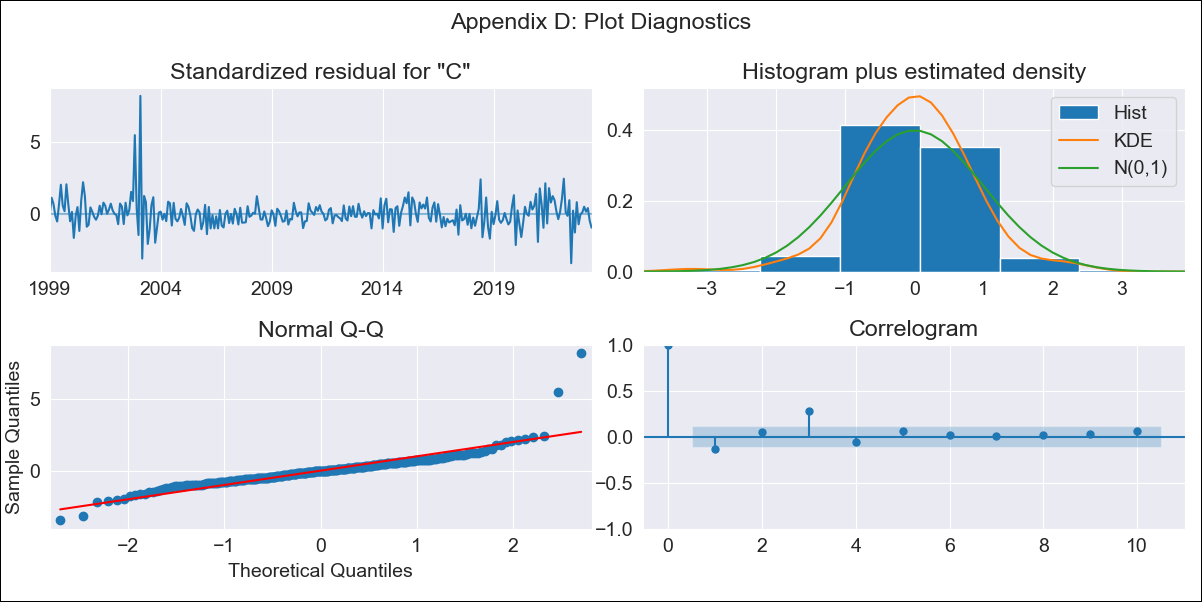 Appendix D: Plot Diagnostics
Standardized residual for "C"
5
0
1999 2004 2009 2014 2019
Histogram plus estimated density
Hist
KDE
N(0,1)
0.4
0.2
0.0
−3 −2 −1 0 1 2 3
Normal Q-Q
Sample Quantiles
5
0
−2 −1 0 1 2
Theoretical Quantiles
Correlogram
1.0
0.5
0.0
−0.5
−1.0
0 2 4 6 8 10